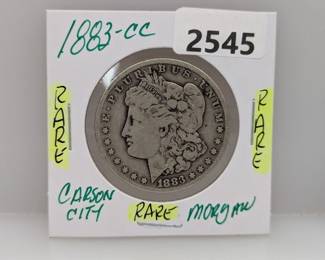 1883-CC
2545
E·PLURIBUS·UNUM
1883
RARE
RARE
CARSON CITY
RARE
MORGAN